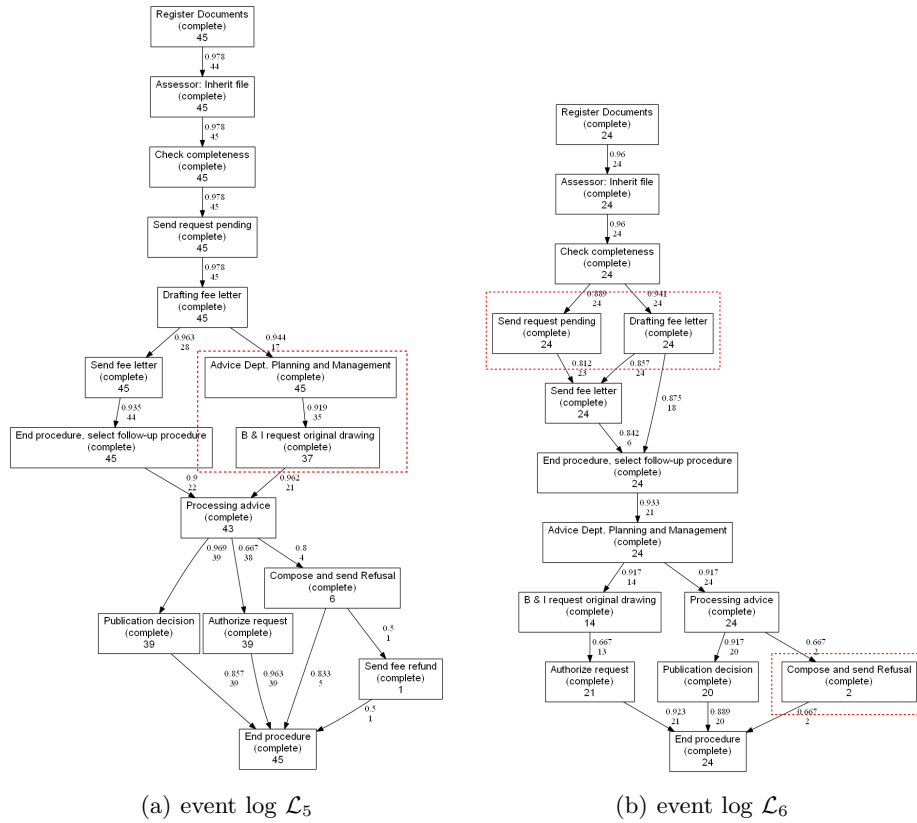 Register Documents
(complete)
45
0.978
44
Assessor: Inherit file
(complete)
45
0.978
45
Check completeness
(complete)
45
0.978
45
Send request pending
(complete)
45
0.978
45
Drafting fee letter
(complete)
45
0.963
28
0.944
17
Send fee letter
(complete)
45
Advice Dept. Planning and Management
(complete)
45
0.935
44
0.919
35
End procedure, select follow-up procedure
(complete)
45
B & I request original drawing
(complete)
37
0.9
22
0.962
21
Processing advice
(complete)
43
0.969
39
0.667
38
0.8
4
Compose and send Refusal
(complete)
6
Publication decision
(complete)
39
Authorize request
(complete)
39
0.5
1
Send fee refund
(complete)
1
0.857
39
0.963
39
0.833
5
0.5
1
End procedure
(complete)
45
(a) event log L5
Register Documents
(complete)
24
0.96
24
Assessor: Inherit file
(complete)
24
0.96
24
Check completeness
(complete)
24
0.889
24
0.941
24
Send request pending
(complete)
24
Drafting fee letter
(complete)
24
0.812
23
0.857
24
0.875
18
Send fee letter
(complete)
24
0.842
6
End procedure, select follow-up procedure
(complete)
24
0.933
21
Advice Dept. Planning and Management
(complete)
24
0.917
14
0.917
24
B & I request original drawing
(complete)
14
Processing advice
(complete)
24
0.667
13
0.917
20
0.667
2
Authorize request
(complete)
21
Publication decision
(complete)
20
Compose and send Refusal
(complete)
2
0.923
21
0.889
20
0.667
2
End procedure
(complete)
24
(b) event log L6